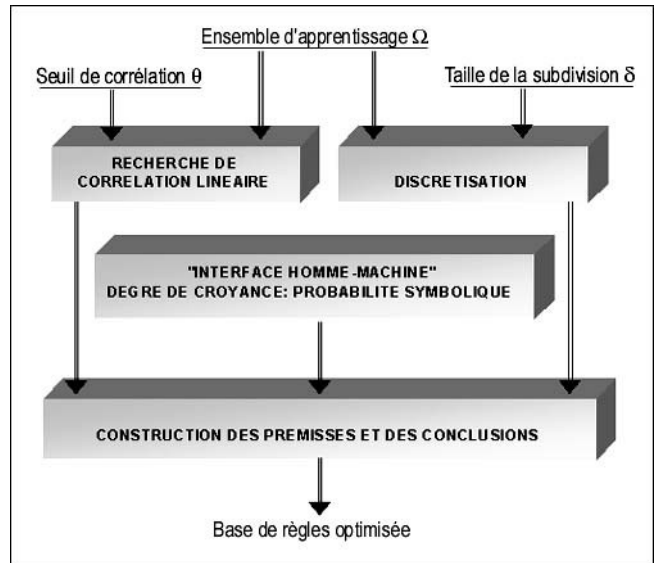 Ensemble d'apprentissage Ω
Seuil de corrélation θ
Taille de la subdivision δ
RECHERCHE DE
CORRELATION LINEAIRE
DISCRETISATION
"INTERFACE HOMME-MACHINE"
DEGRE DE CROYANCE: PROBABILITE SYMBOLIQUE
CONSTRUCTION DES PREMISSES ET DES CONCLUSIONS
Base de règles optimisée